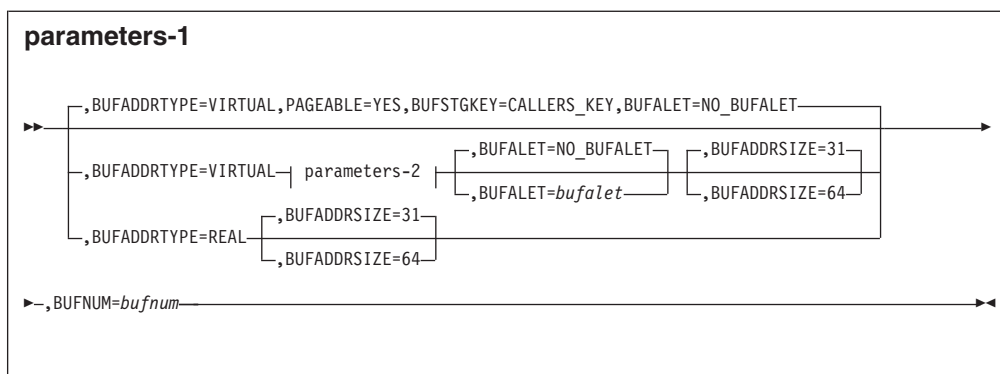 parameters-1
,BUFADDRTYPE=VIRTUAL,PAGEABLE=YES,BUFSTGKEY=CALLERS_KEY,BUFALET=NO_BUFALET
,BUFADDRTYPE=VIRTUAL parameters-2 ,BUFALET=NO_BUFALET ,BUFADDRSIZE=31
,BUFALET=bufalet ,BUFADDRSIZE=64
,BUFADDRTYPE=REAL ,BUFADDRSIZE=31
,BUFADDRSIZE=64
,BUFNUM=bufnum